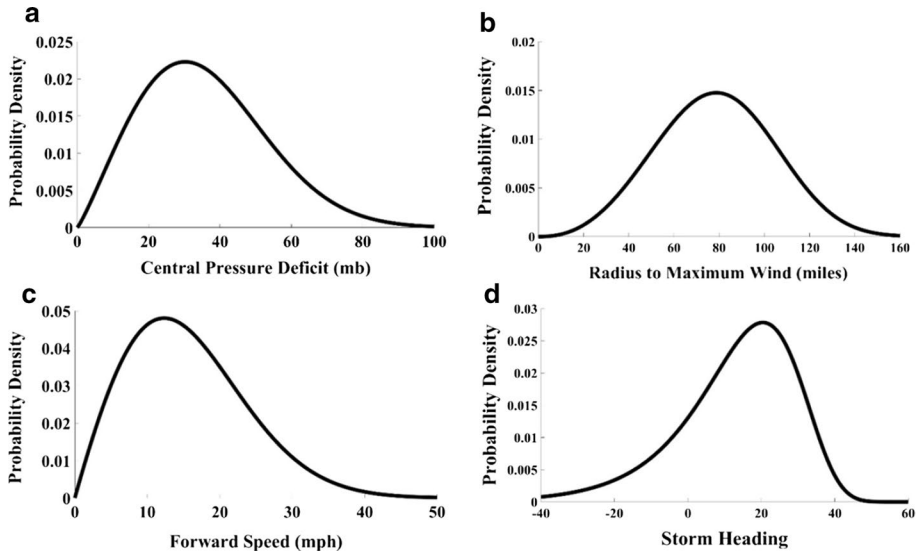 a
Probability Density
0.025
0.02
0.015
0.01
0.005
0
0 20 40 60 80 100
Central Pressure Deficit (mb)
b
Probability Density
0.02
0.015
0.01
0.005
0
0 20 40 60 80 100 120 140 160
Radius to Maximum Wind (miles)
c
Probability Density
0.05
0.04
0.03
0.02
0.01
0
0 10 20 30 40 50
Forward Speed (mph)
d
Probability Density
0.03
0.025
0.02
0.015
0.01
0.005
0
-40 -20 0 20 40 60
Storm Heading